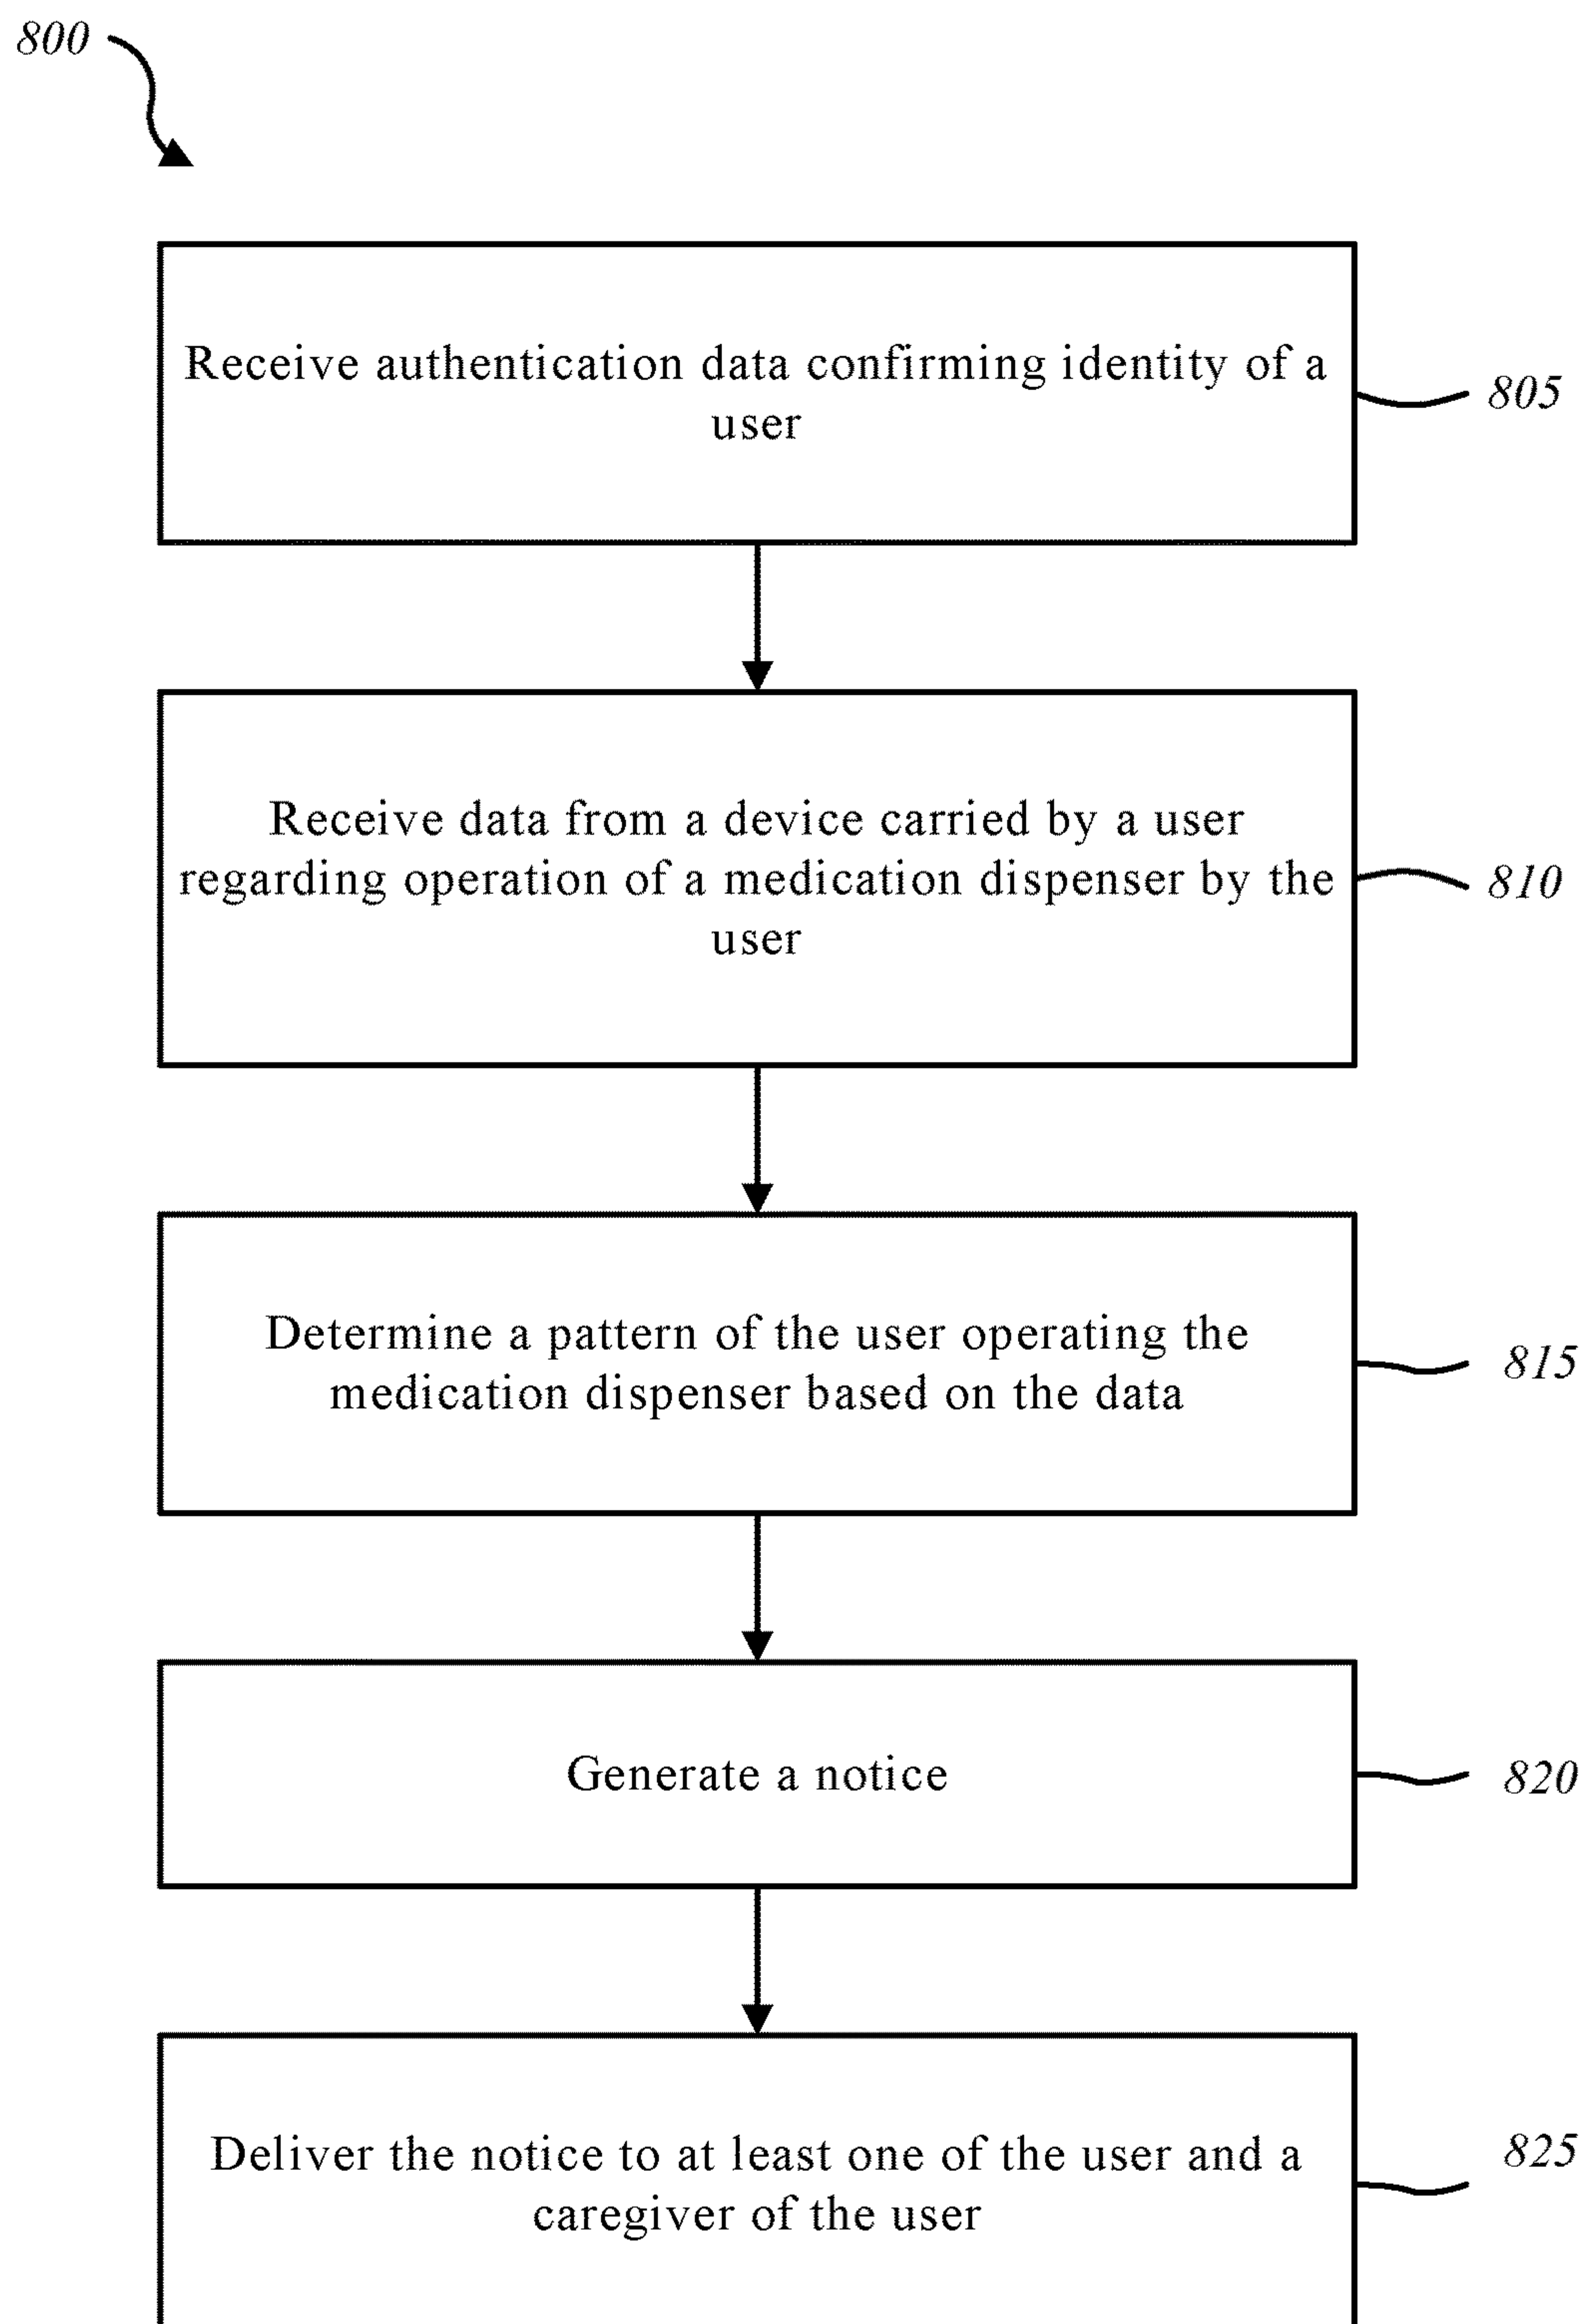 800
Receive authentication data confirming identity of a
user
805
Receive data from a device carried by a user
regarding operation of a medication dispenser by the
user
810
Determine a pattern of the user operating the
medication dispenser based on the data
815
Generate a notice
820
Deliver the notice to at least one of the user and a
caregiver of the user
825